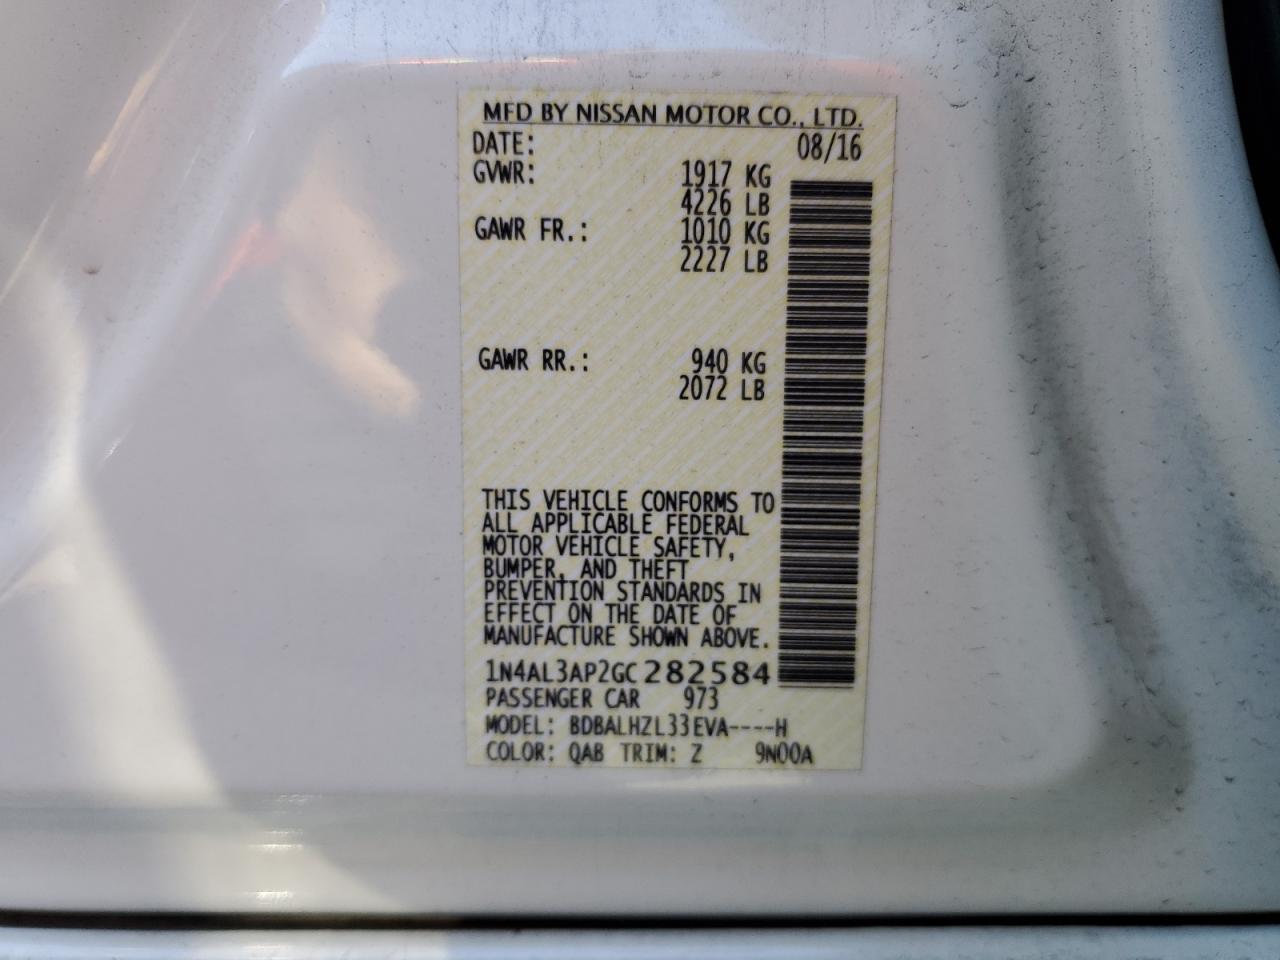 MFD BY NISSAN MOTOR CO., LTD.
DATE: 08/16
GVWR: 1917 KG
4226 LB
GAWR FR.: 1010 KG
2227 LB
GAWR RR.: 940 KG
2072 LB
THIS VEHICLE CONFORMS TO
ALL APPLICABLE FEDERAL
MOTOR VEHICLE SAFETY,
BUMPER, AND THEFT
PREVENTION STANDARDS IN
EFFECT ON THE DATE OF
MANUFACTURE SHOWN ABOVE.
1N4AL3AP2GC282584
PASSENGER CAR 973
MODEL: BDBALHZL33EVA----H
COLOR: QAB TRIM: Z 9N00A